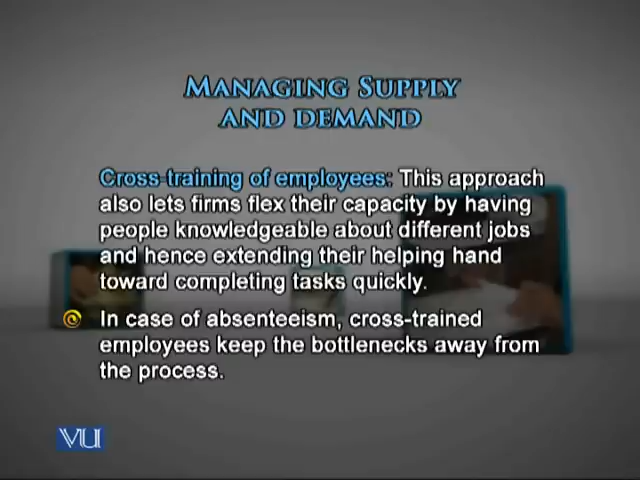 MANAGING SUPPLY
AND DEMAND
Cross-training of employees: This approach
also lets firms flex their capacity by having
people knowledgeable about different jobs
and hence extending their helping hand
toward completing tasks quickly.
In case of absenteeism, cross-trained
employees keep the bottlenecks away from
the process.
VU